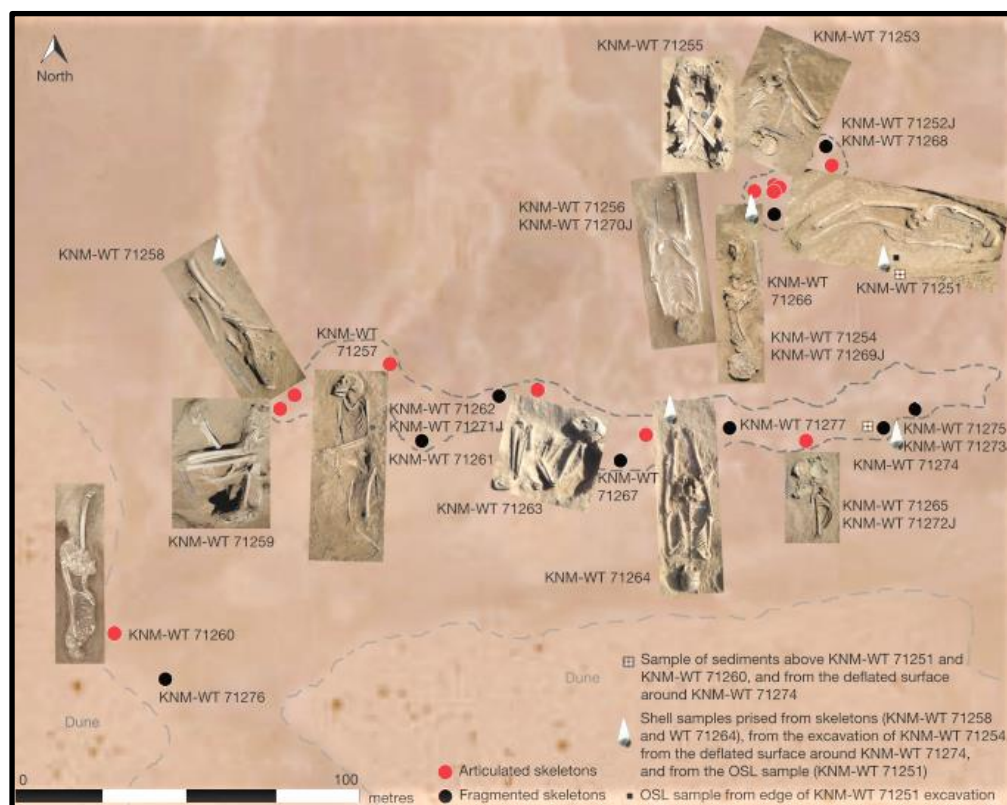 North
KNM-WT 71255
KNM-WT 71253
KNM-WT 71252J
KNM-WT 71268
KNM-WT 71256
KNM-WT 71270J
KNM-WT 71258
KNM-WT 71251
KNM-WT
71266
KNM-WT
71257
KNM-WT 71254
KNM-WT 71269J
KNM-WT 71262
KNM-WT 71271J
KNM-WT 71261
KNM-WT 71277
KNM-WT 71275
KNM-WT 71273
KNM-WT
71274
KNM-WT
71267
KNM-WT 71263
KNM-WT 71265
KNM-WT 71272J
KNM-WT 71259
KNM-WT 71264
KNM-WT 71260
KNM-WT 71276
Dune
Dune
Sample of sediments above KNM-WT 71251 and
KNM-WT 71260, and from the deflated surface
around KNM-WT 71274
Shell samples prised from skeletons (KNM-WT 71258
and WT 71264), from the excavation of KNM-WT 71254
from the deflated surface around KNM-WT 71274,
and from the OSL sample (KNM-WT 71251)
0 100
metres
Articulated skeletons
Fragmented skeletons
OSL sample from edge of KNM-WT 71251 excavation